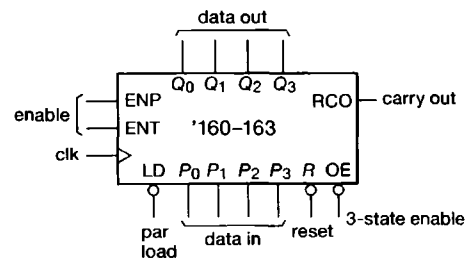 data out
Q0 Q1 Q2 Q3
ENP
RCO
carry out
enable
ENT
'160–163
clk
LD P0 P1 P2 P3 R OE
3-state enable
par load
data in
reset